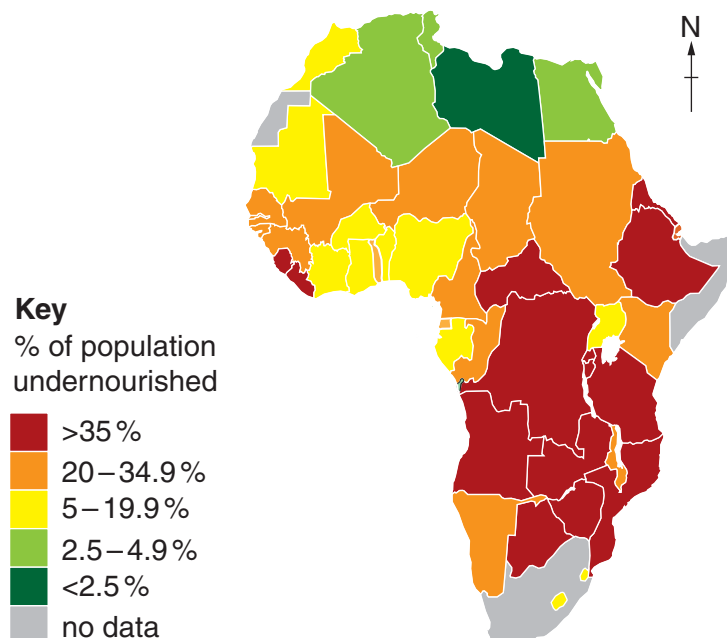 N
Key
% of population
undernourished
>35 %
20–34.9 %
5–19.9 %
2.5–4.9 %
<2.5 %
no data